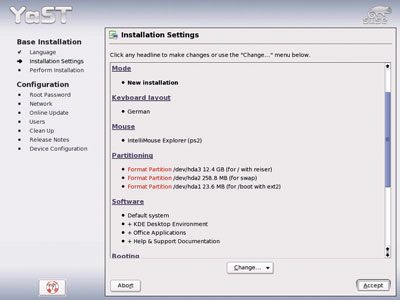 YaST
SuSE
Base Installation
Language
Installation Settings
Perform Installation
Configuration
Root Password
Network
Online Update
Users
Clean Up
Release Notes
Device Configuration
Installation Settings
Click any headline to make changes or use the "Change..." menu below.
Mode
New installation
Keyboard layout
German
Mouse
IntelliMouse Explorer (ps2)
Partitioning
Format Partition /dev/hda3 12.4 GB (for / with reiser)
Format Partition /dev/hda2 258.8 MB (for swap)
Format Partition /dev/hda1 23.6 MB (for /boot with ext2)
Software
Default system
+ KDE Desktop Environment
+ Office Applications
+ Help & Support Documentation
Booting
Change...
Abort
Accept